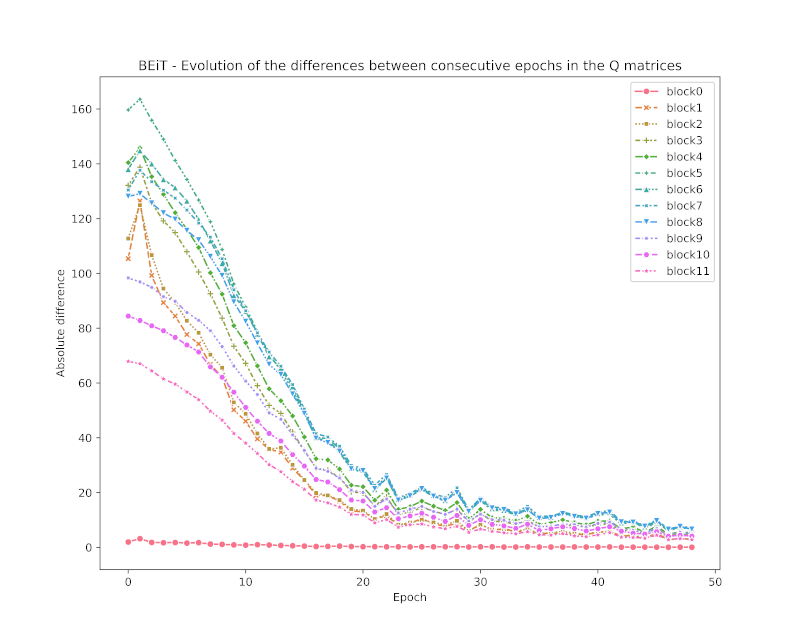 BEiT - Evolution of the differences between consecutive epochs in the Q matrices
block0
block1
block2
block3
block4
block5
block6
block7
block8
block9
block10
block11
Absolute difference
160
140
120
100
80
60
40
20
0
0 10 20 30 40 50
Epoch